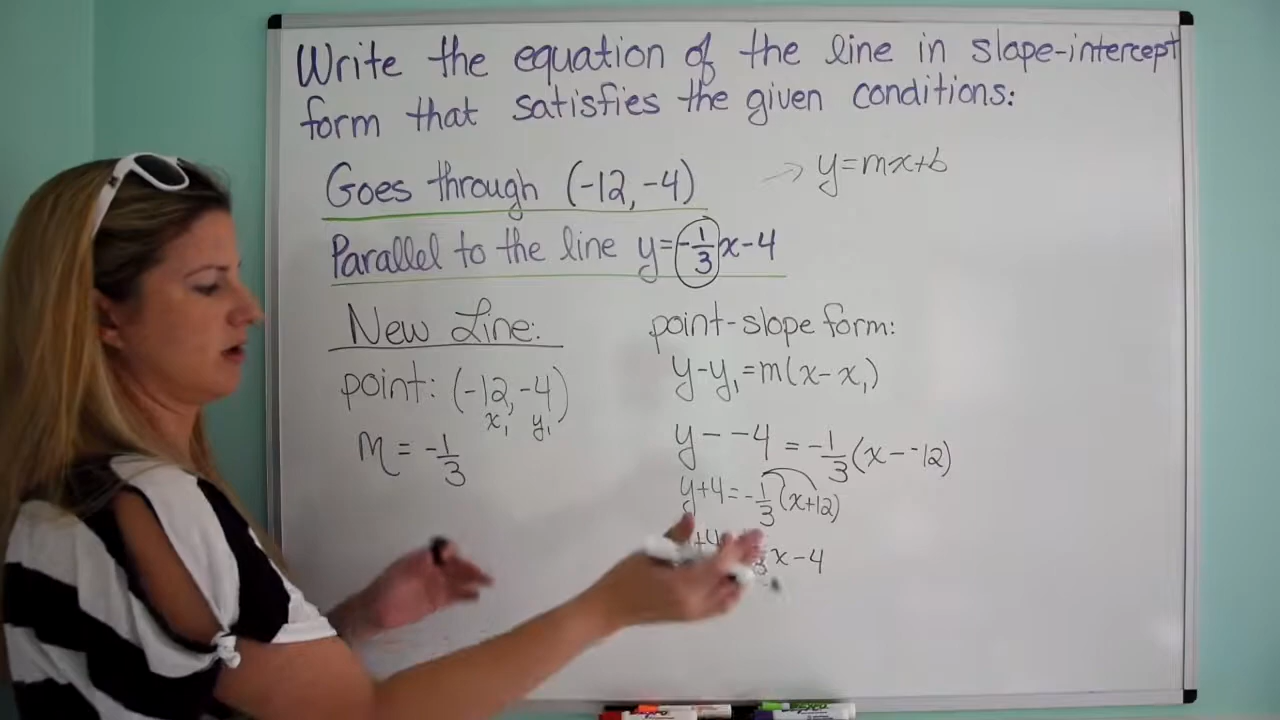 Write the equation of the line in slope-intercept
form that satisfies the given conditions:
Goes through (-12, -4)
→ y=mx+b
Parallel to the line y=-1/3x-4
New Line:
point: (-12, -4)
x₁ y₁
m = -1/3
point-slope form:
y-y₁=m(x-x₁)
y--4 = -1/3(x--12)
y+4=-1/3(x+12)
+4 x-4